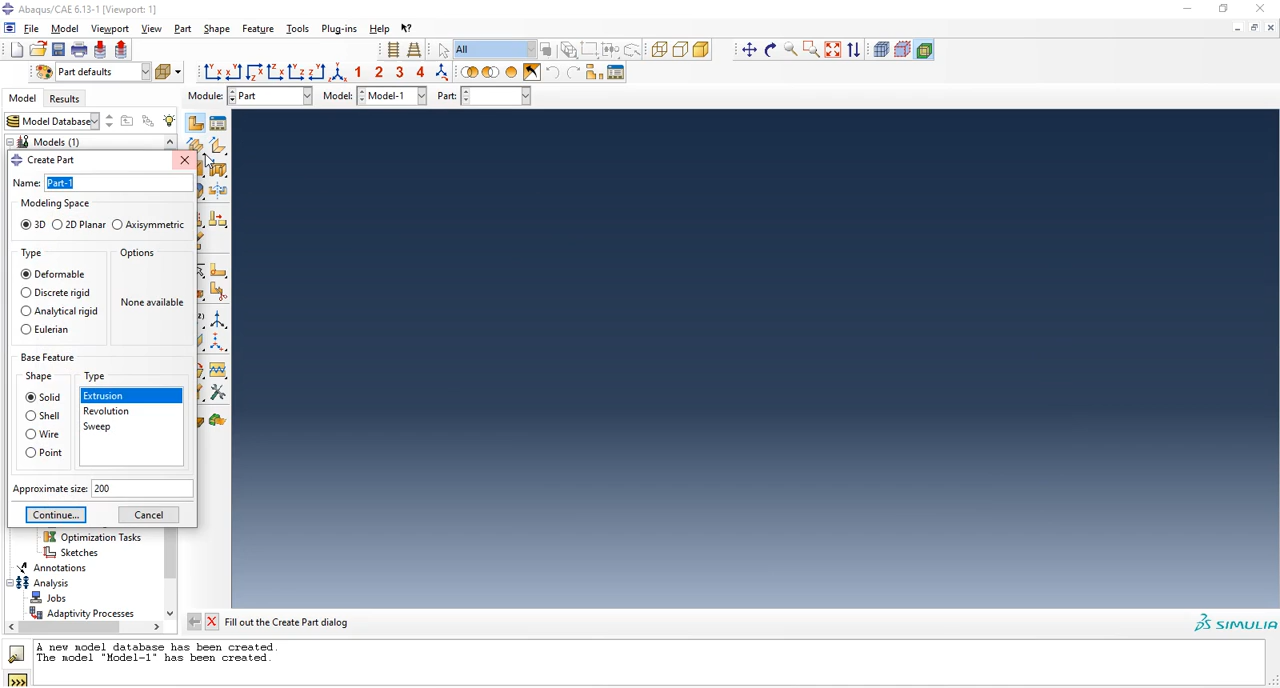 Abaqus/CAE 6.13-1 [Viewport: 1]
File Model Viewport View Part Shape Feature Tools Plug-ins Help
All
Part defaults 1 2 3 4
Model Results Module: Part Model: Model-1 Part:
Model Database
Models (1)
Create Part
Name: Part-1
Modeling Space
3D 2D Planar Axisymmetric
Type Options
Deformable
Discrete rigid
None available
Analytical rigid
Eulerian
Base Feature
Shape Type
Solid Extrusion
Shell Revolution
Wire Sweep
Point
Approximate size: 200
Continue... Cancel
Optimization Tasks
Sketches
Annotations
Analysis
Jobs
Adaptivity Processes
Fill out the Create Part dialog
SIMULIA
A new model database has been created.
The model "Model-1" has been created.